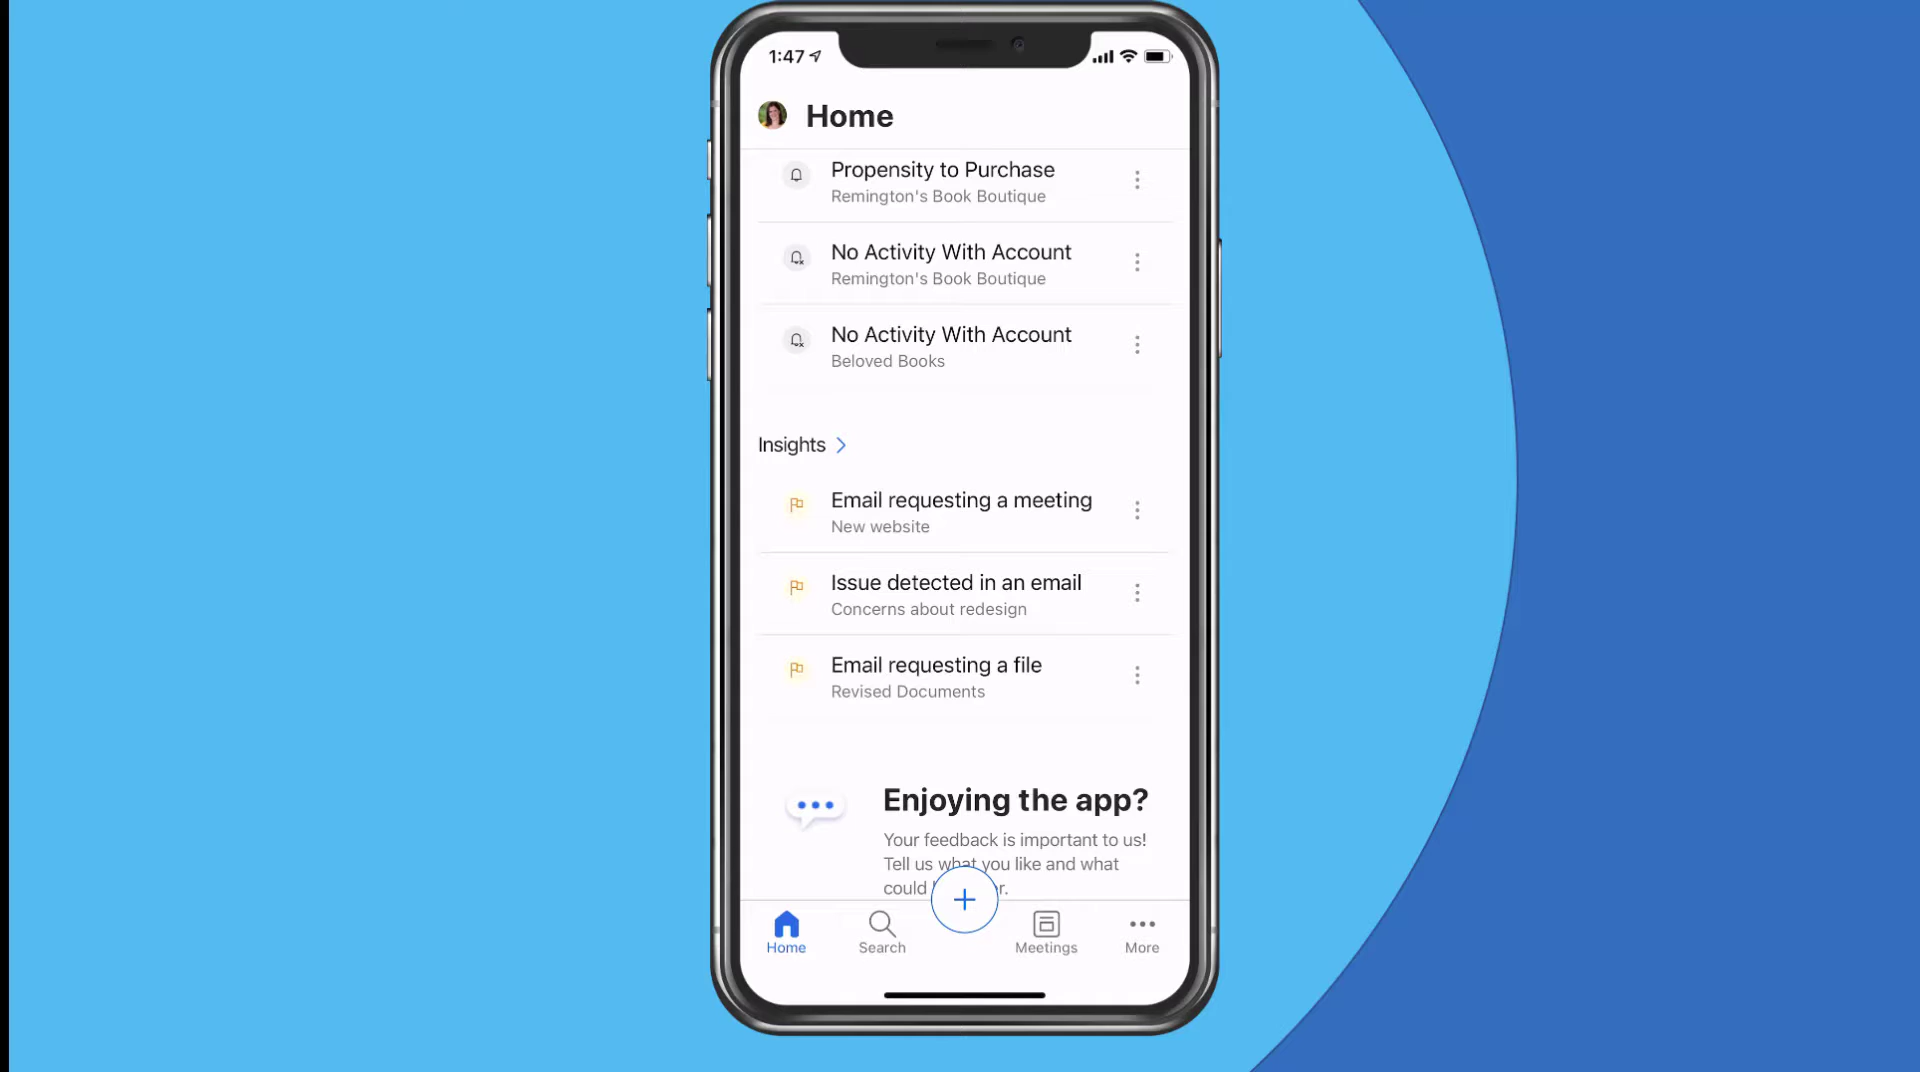 1:47
Home
Propensity to Purchase
Remington's Book Boutique
No Activity With Account
Remington's Book Boutique
No Activity With Account
Beloved Books
Insights
Email requesting a meeting
New website
Issue detected in an email
Concerns about redesign
Email requesting a file
Revised Documents
Enjoying the app?
Your feedback is important to us!
Tell us what you like and what
could
Home
Search
Meetings
More